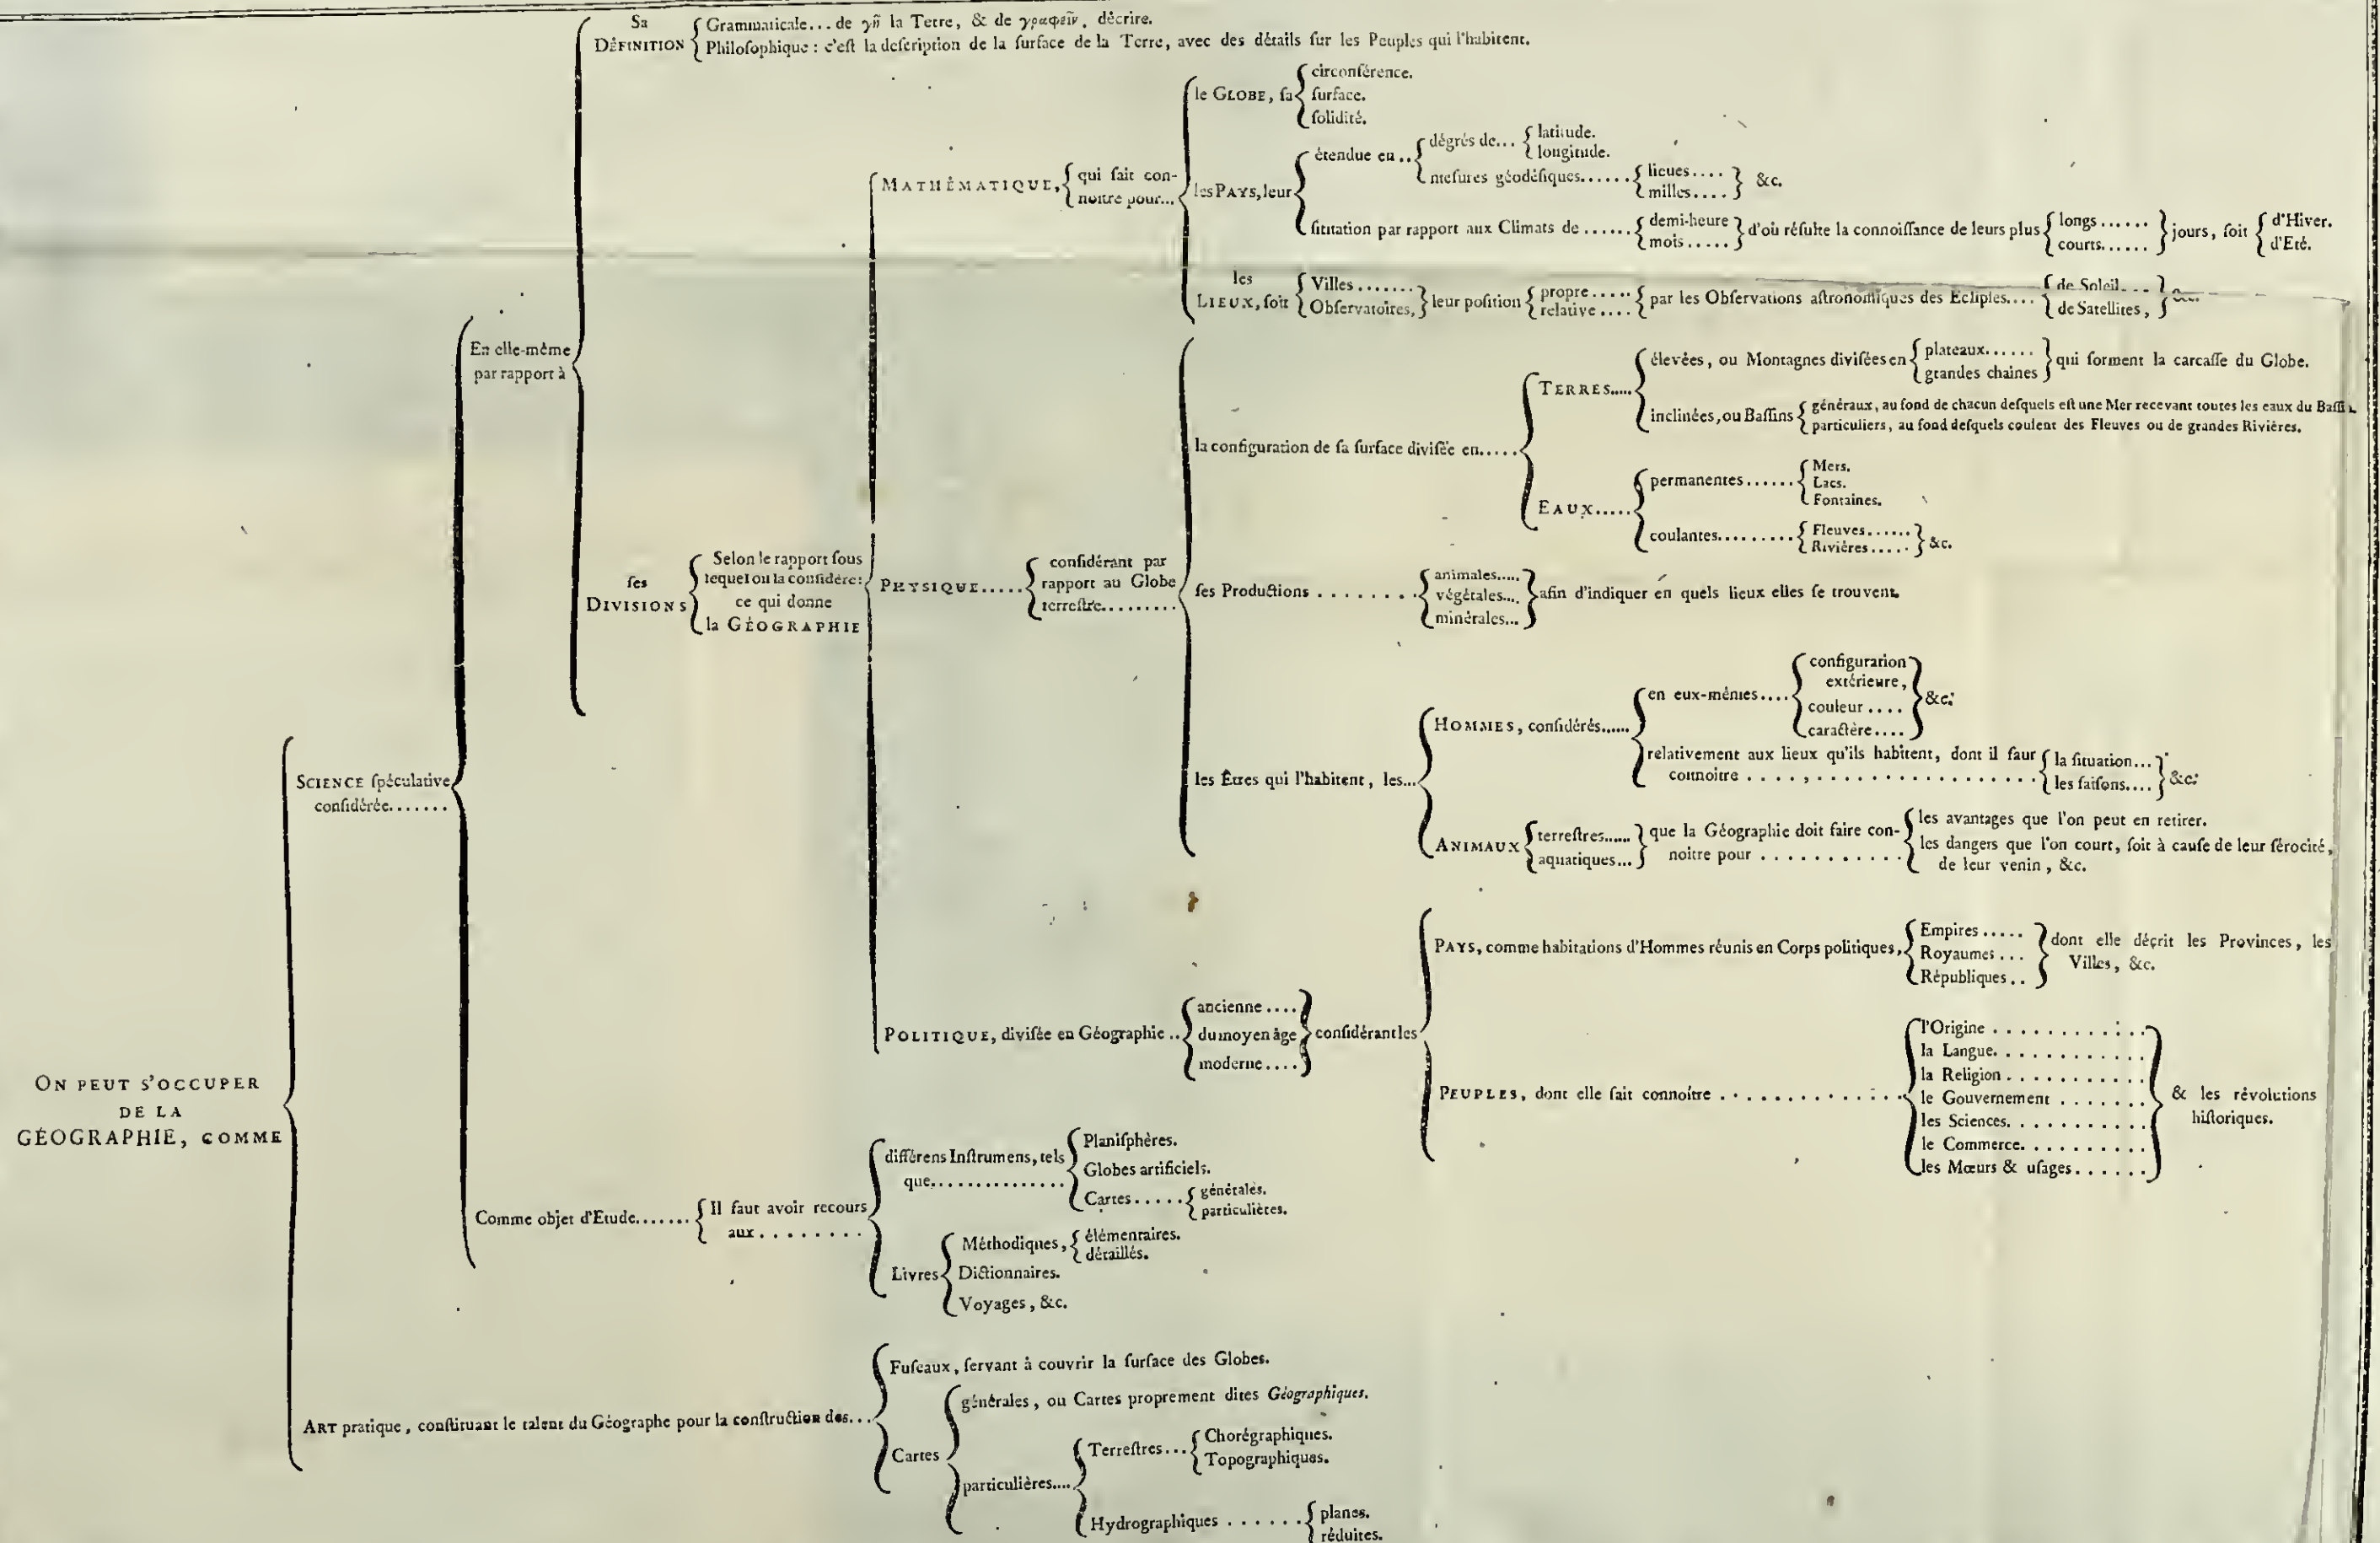 Sa
DÉFINITION
Grammaticale... de γῆ la Terre, & de γραφεῖν, décrire.
Philoſophique : c'eſt la deſcription de la ſurface de la Terre, avec des détails ſur les Peuples qui l'habitent.
En elle-même
par rapport à
ſes
DIVISIONS
Selon le rapport ſous
lequel on la conſidère:
ce qui donne
la GÉOGRAPHIE
MATHÉMATIQUE,
qui fait con-
noître pour...
le GLOBE, ſa
circonférence.
ſurface.
ſolidité.
les PAYS, leur
étendue en ..
dégrés de...
latitude.
longitude.
meſures géodéſiques......
lieues....
milles....
&c.
ſituation par rapport aux Climats de ......
demi-heure
mois.....
d'où réſulte la connoiſſance de leurs plus
longs ......
courts......
jours, ſoit
d'Hiver.
d'Eté.
les
LIEUX, ſoit
Villes .......
Obſervatoires,
leur poſition
propre.....
relative....
par les Obſervations aſtronomiques des Ecliples....
de Soleil...
de Satellites,
PHYSIQUE.....
conſidérant par
rapport au Globe
terreſtre.........
la configuration de ſa ſurface diviſée en.....
TERRES.....
élevées, ou Montagnes diviſées en
plateaux......
grandes chaînes
qui forment la carcaſſe du Globe.
inclinées, ou Baſſins
généraux, au fond de chacun deſquels eſt une Mer recevant toutes les eaux du Baſſi
particuliers, au fond deſquels coulent des Fleuves ou de grandes Rivières.
EAUX.....
permanentes ......
Mers.
Lacs.
Fontaines.
coulantes.........
Fleuves......
Rivières.....
&c.
ſes Productions ........
animales.....
végétales....
minérales...
afin d'indiquer en quels lieux elles ſe trouvent.
les Êtres qui l'habitent, les...
HOMMES, conſidérés......
en eux-mêmes....
configuration
extérieure,
couleur ....
caractère....
&c.
relativement aux lieux qu'ils habitent, dont il faut
connoître ....,.................
la ſituation...
les ſaiſons....
&c.
ANIMAUX
terreſtres......
aquatiques...
que la Géographie doit faire con-
noître pour ...........
les avantages que l'on peut en retirer.
les dangers que l'on court, ſoit à cauſe de leur férocité,
de leur venin, &c.
POLITIQUE, diviſée en Géographie ..
ancienne ....
du moyen âge
moderne....
conſidérant les
PAYS, comme habitations d'Hommes réunis en Corps politiques,
Empires .....
Royaumes ...
Républiques ..
dont elle décrit les Provinces, les
Villes, &c.
PEUPLES, dont elle fait connoître ..............
l'Origine ............
la Langue............
la Religion ...........
le Gouvernement .......
les Sciences...........
le Commerce..........
les Mœurs & uſages......
& les révolutions
hiſtoriques.
SCIENCE ſpéculative
conſidérée.......
ON PEUT S'OCCUPER
DE LA
GÉOGRAPHIE, COMME
Comme objet d'Etude.......
Il faut avoir recours
aux ........
différens Inſtrumens, tels
que...............
Planiſphères.
Globes artificiels.
Cartes .....
générales.
particulières.
Livres
Méthodiques,
élémentaires.
détaillés.
Dictionnaires.
Voyages, &c.
ART pratique, conſtituant le talent du Géographe pour la conſtruction des...
Fuſeaux, ſervant à couvrir la ſurface des Globes.
Cartes
générales, ou Cartes proprement dites Géographiques.
particulières....
Terreſtres...
Chorégraphiques.
Topographiques.
Hydrographiques ......
planes.
réduites.